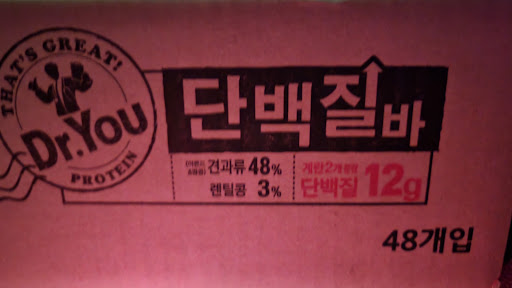 THAT'S GREAT!
Dr.You
PROTEIN
단백질바
견과류 48%
렌틸콩 3%
계란2개분량
단백질 12g
48개입